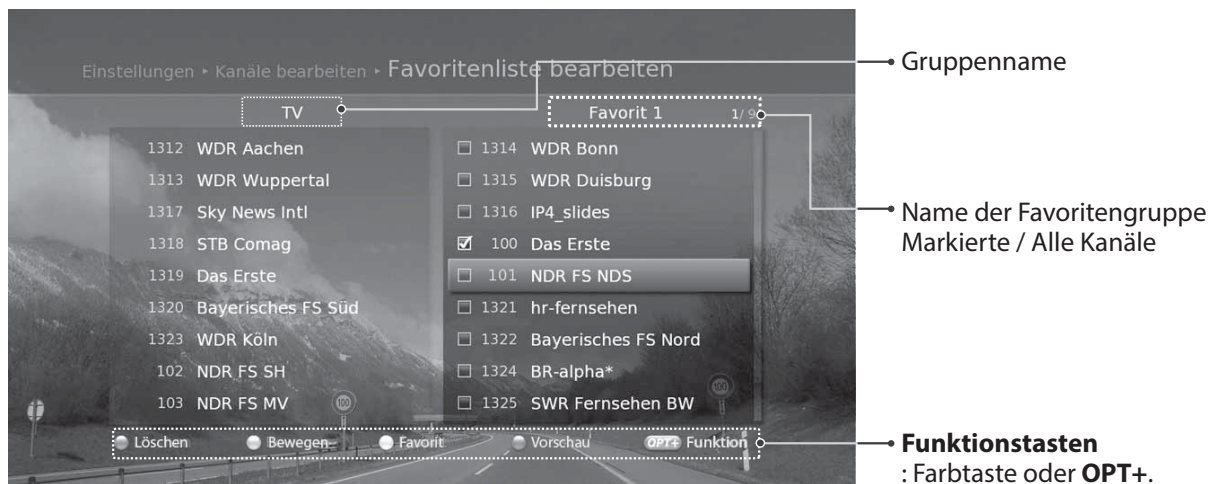 Einstellungen ▸ Kanäle bearbeiten ▸ Favoritenliste bearbeiten
Gruppenname
TV
Favorit 1 1/ 9
1312 WDR Aachen
1313 WDR Wuppertal
1317 Sky News Intl
1318 STB Comag
1319 Das Erste
1320 Bayerisches FS Süd
1323 WDR Köln
102 NDR FS SH
103 NDR FS MV
1314 WDR Bonn
1315 WDR Duisburg
1316 IP4_slides
100 Das Erste
101 NDR FS NDS
1321 hr-fernsehen
1322 Bayerisches FS Nord
1324 BR-alpha*
1325 SWR Fernsehen BW
Name der Favoritengruppe
Markierte / Alle Kanäle
100
100
Löschen Bewegen Favorit Vorschau OPT+ Funktion
Funktionstasten
: Farbtaste oder OPT+.